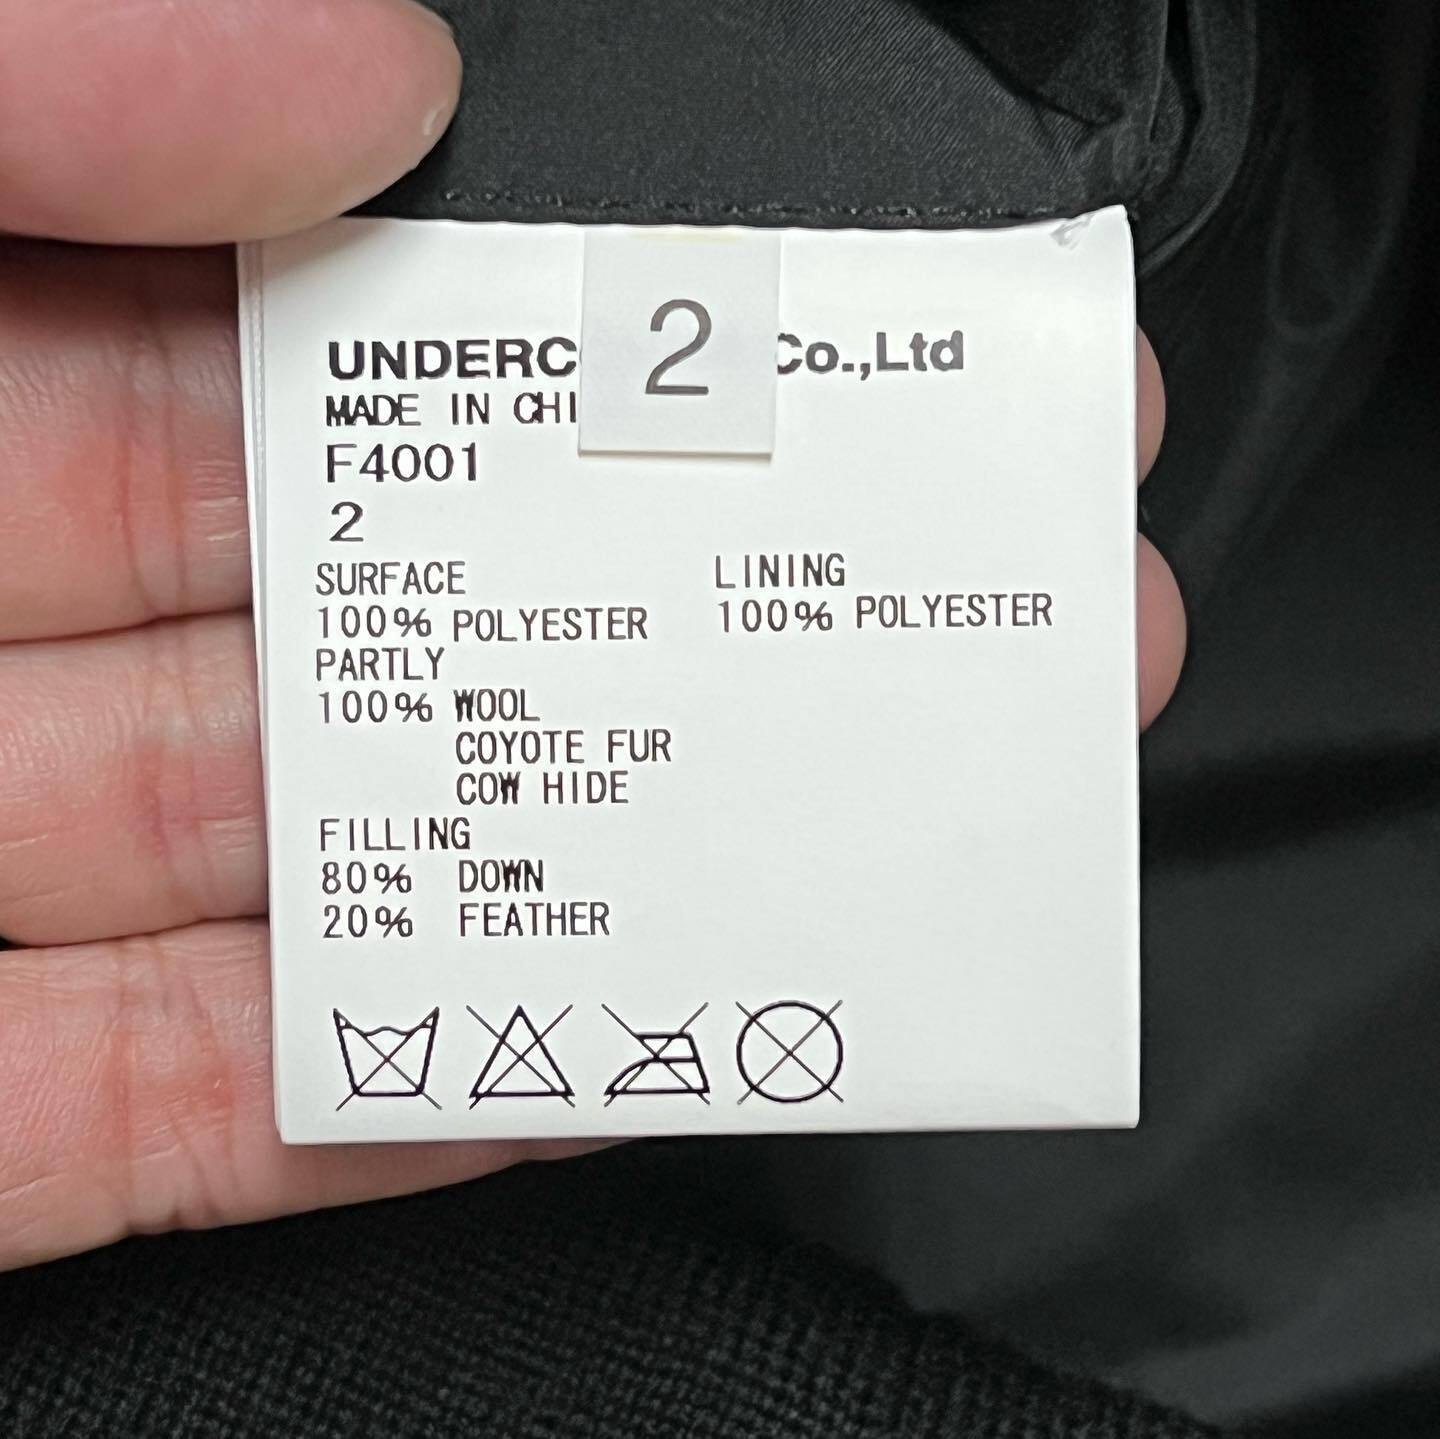 2
UNDERC Co.,Ltd
MADE IN CHI
F4001
2
SURFACE
100% POLYESTER
PARTLY
100% WOOL
COYOTE FUR
COW HIDE
FILLING
80% DOWN
20% FEATHER
LINING
100% POLYESTER